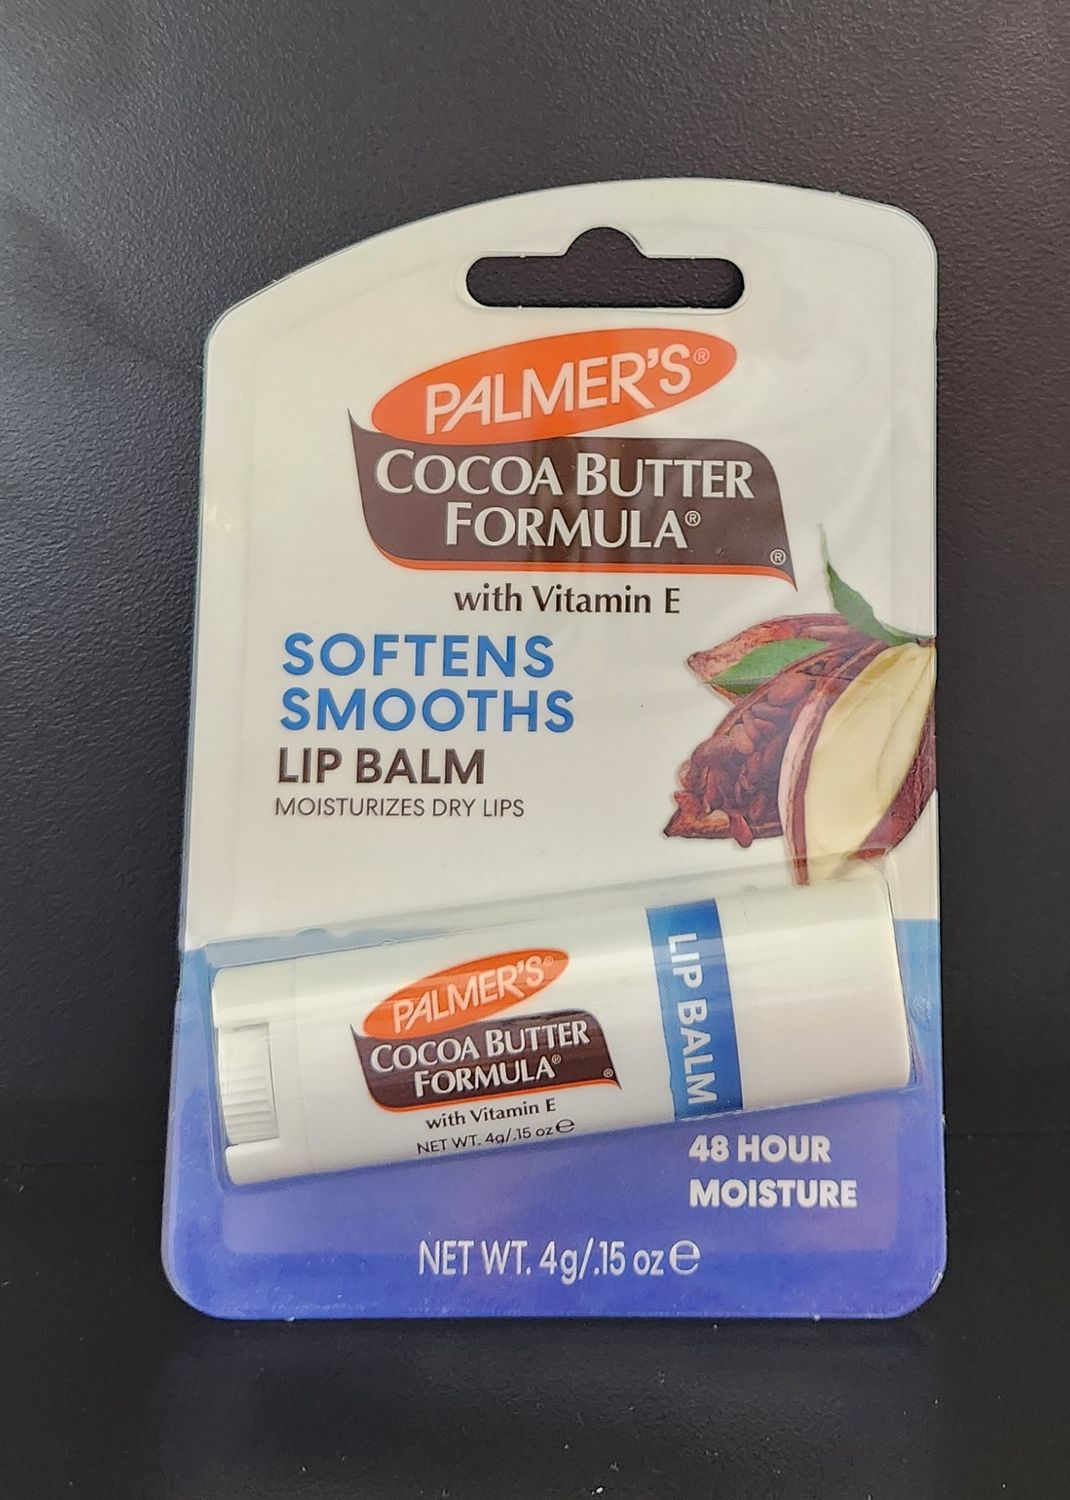 PALMER'S®
COCOA BUTTER
FORMULA®
®
with Vitamin E
SOFTENS
SMOOTHS
LIP BALM
MOISTURIZES DRY LIPS
PALMER'S®
COCOA BUTTER
FORMULA®
®
with Vitamin E
NET WT. 4g/.15 oz ℮
LIP BALM
48 HOUR
MOISTURE
NET WT. 4g/.15 oz ℮